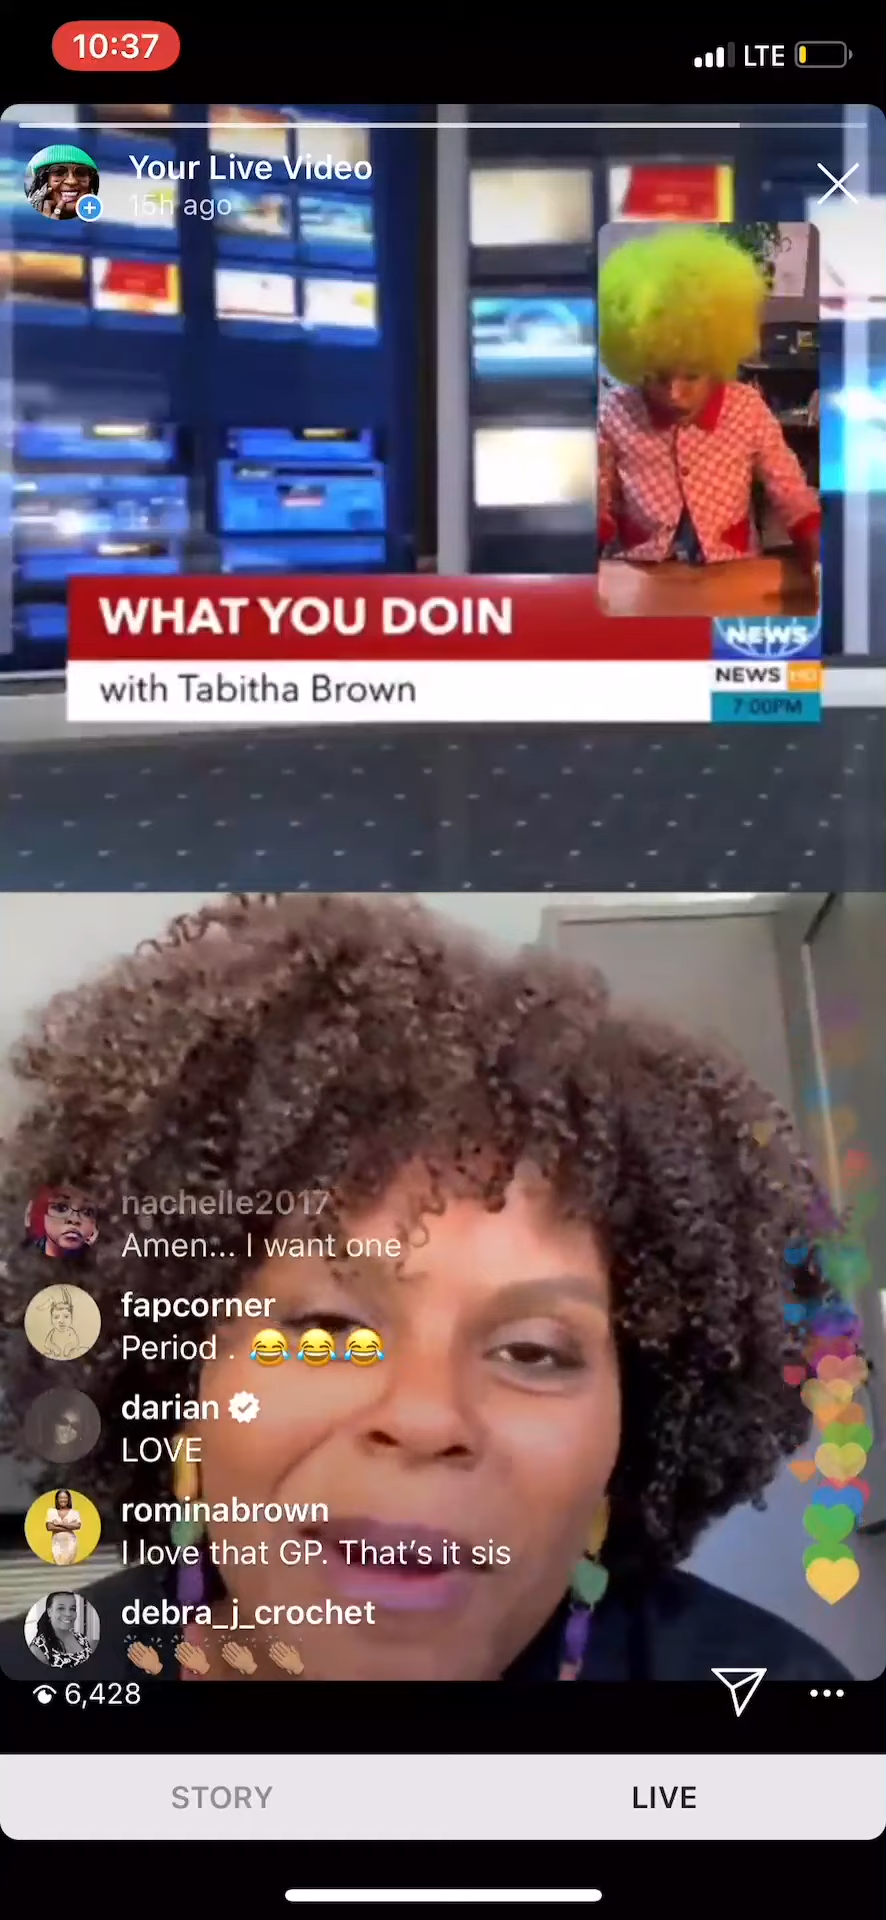 10:37
LTE
Your Live Video
15h ago
WHAT YOU DOIN
with Tabitha Brown
NEWS
NEWS HD
7:00PM
nachelle2017
Amen... I want one
fapcorner
Period . 😂😂😂
darian
LOVE
rominabrown
I love that GP. That's it sis
debra_j_crochet
👏🏽👏🏽👏🏽👏🏽
6,428
STORY
LIVE